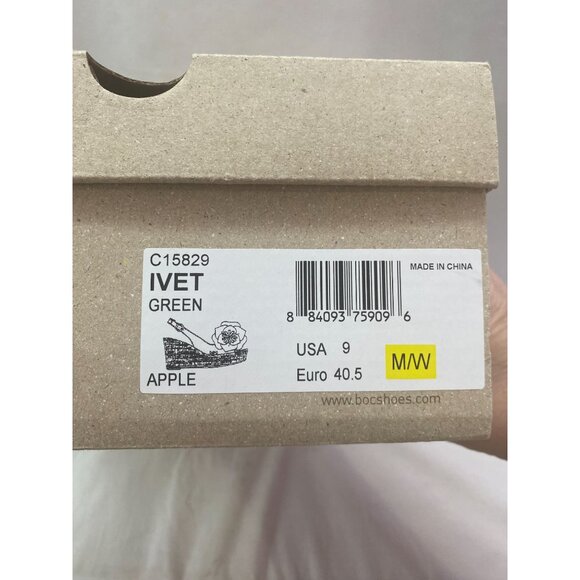 C15829
IVET
GREEN
APPLE
MADE IN CHINA
8 84093 75909 6
USA 9
Euro 40.5
M/W
www.bocshoes.com